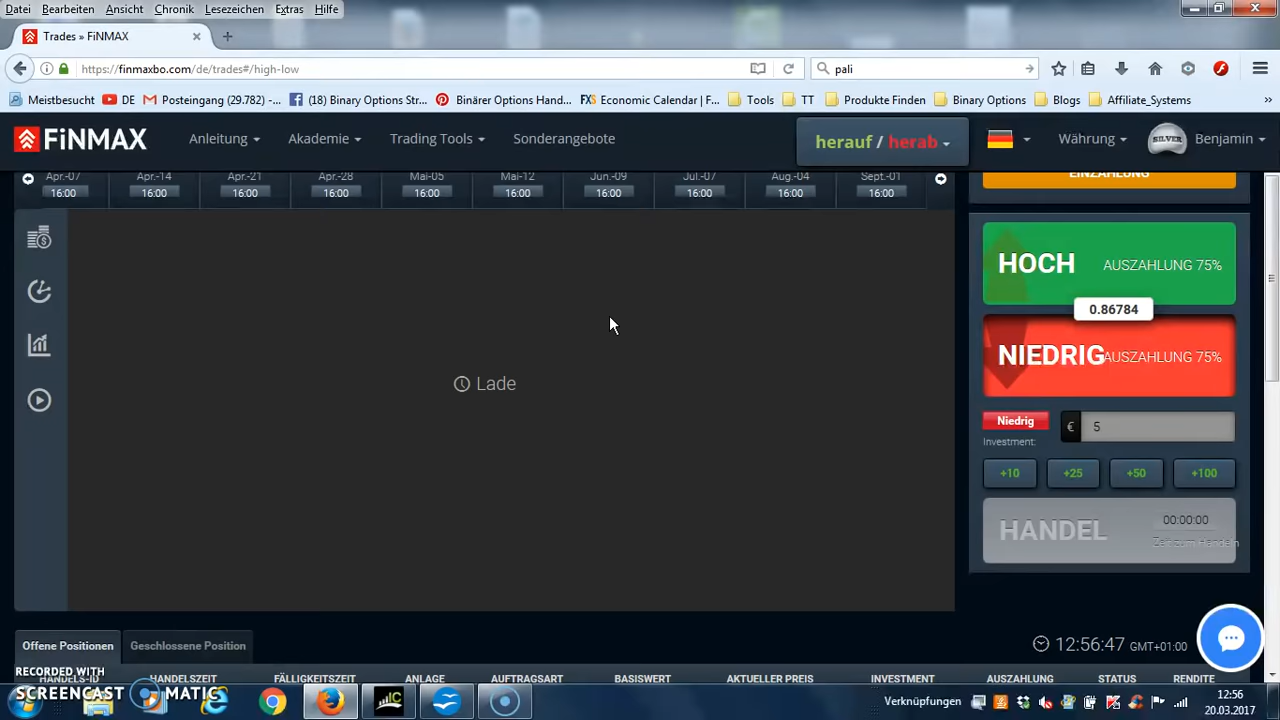 Datei Bearbeiten Ansicht Chronik Lesezeichen Extras Hilfe
Trades » FiNMAX
https://finmaxbo.com/de/trades#/high-low
pali
Meistbesucht DE Posteingang (29.782) -... (18) Binary Options Str... Binärer Options Hand... Economic Calendar | F... Tools TT Produkte Finden Binary Options Blogs Affiliate_Systems
FiNMAX Anleitung Akademie Trading Tools Sonderangebote herauf / herab Währung SILVER Benjamin
Apr.-07 Apr.-14 Apr.-21 Apr.-28 Mai-05 Mai-12 Jun.-09 Jul.-07 Aug.-04 Sept.-01
16:00 16:00 16:00 16:00 16:00 16:00 16:00 16:00 16:00 16:00
EINZAHLUNG
HOCH AUSZAHLUNG 75%
0.86784
NIEDRIG AUSZAHLUNG 75%
Lade
Niedrig € 5
Investment:
+10 +25 +50 +100
HANDEL 00:00:00
Zeit zum Handeln
Offene Positionen Geschlossene Position 12:56:47 GMT+01:00
HANDELS-ID HANDELSZEIT FÄLLIGKEITSZEIT ANLAGE AUFTRAGSART BASISWERT AKTUELLER PREIS INVESTMENT AUSZAHLUNG STATUS RENDITE
RECORDED WITH
SCREENCAST MATIC
Verknüpfungen 12:56
20.03.2017